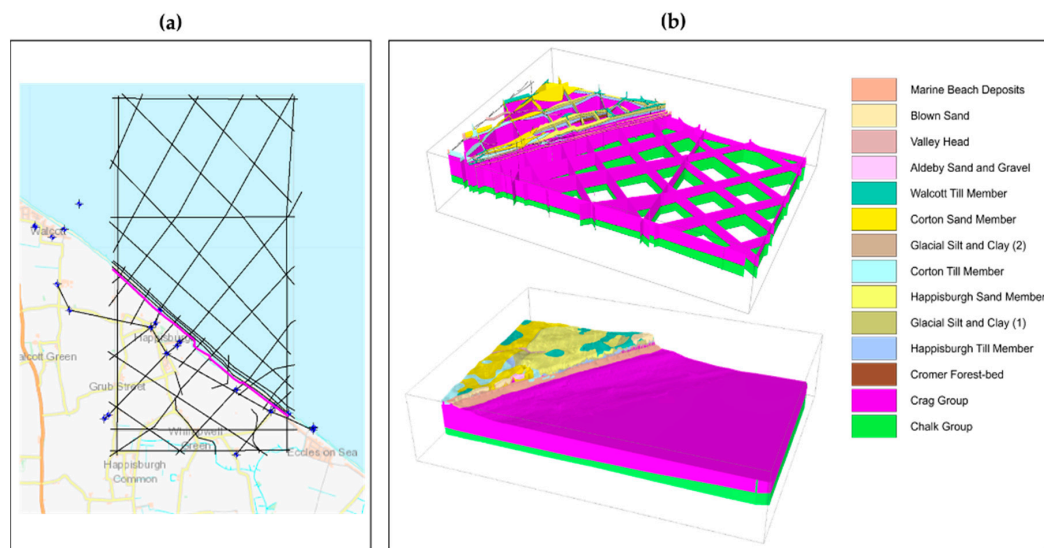 (a)
(b)
Walcott
Happisburgh
alcott Green
Grub Street
Green
Eccles on Sea
Happisburgh
Common
Marine Beach Deposits
Blown Sand
Valley Head
Aldeby Sand and Gravel
Walcott Till Member
Corton Sand Member
Glacial Silt and Clay (2)
Corton Till Member
Happisburgh Sand Member
Glacial Silt and Clay (1)
Happisburgh Till Member
Cromer Forest-bed
Crag Group
Chalk Group